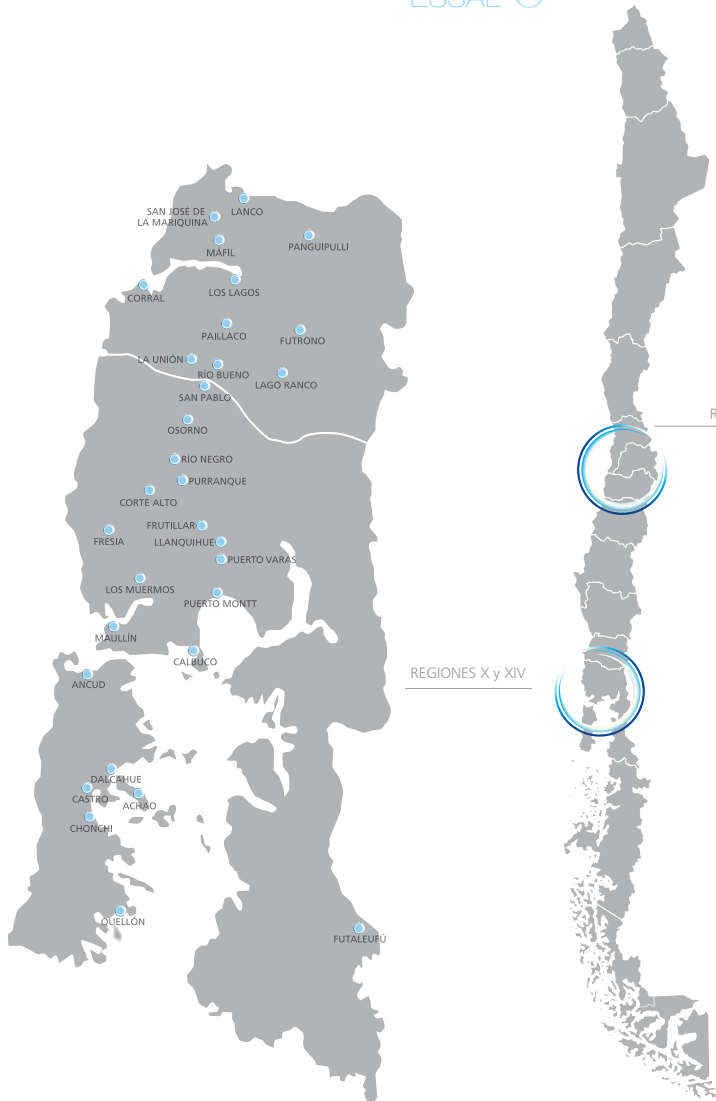 ESSAL
SAN JOSÉ DE
LA MARIQUINA
LANCO
PANGUIPULLI
MÁFIL
CORRAL
LOS LAGOS
PAILLACO
FUTRONO
LA UNIÓN
RÍO BUENO
LAGO RANCO
SAN PABLO
OSORNO
RÍO NEGRO
PURRANQUE
CORTE ALTO
FRUTILLAR
FRESIA
LLANQUIHUE
PUERTO VARAS
LOS MUERMOS
PUERTO MONTT
MAULLÍN
CALBUCO
ANCUD
REGIONES X y XIV
DALCAHUE
CASTRO
ACHAO
CHONCHI
QUELLÓN
FUTALEUFÚ
R